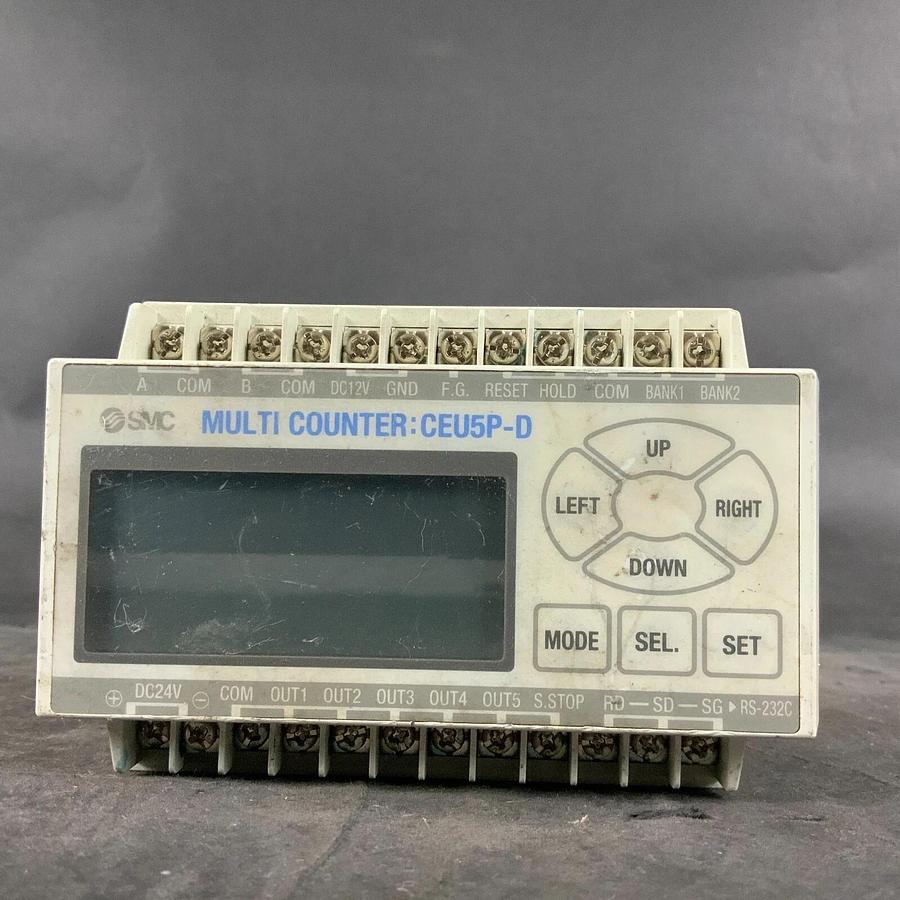 A COM B COM DC12V GND F.G. RESET HOLD COM BANK1 BANK2
SMC MULTI COUNTER:CEU5P-D
UP
LEFT RIGHT
DOWN
MODE SEL. SET
⊕ DC24V ⊖ COM OUT1 OUT2 OUT3 OUT4 OUT5 S.STOP RD — SD — SG ▶RS-232C